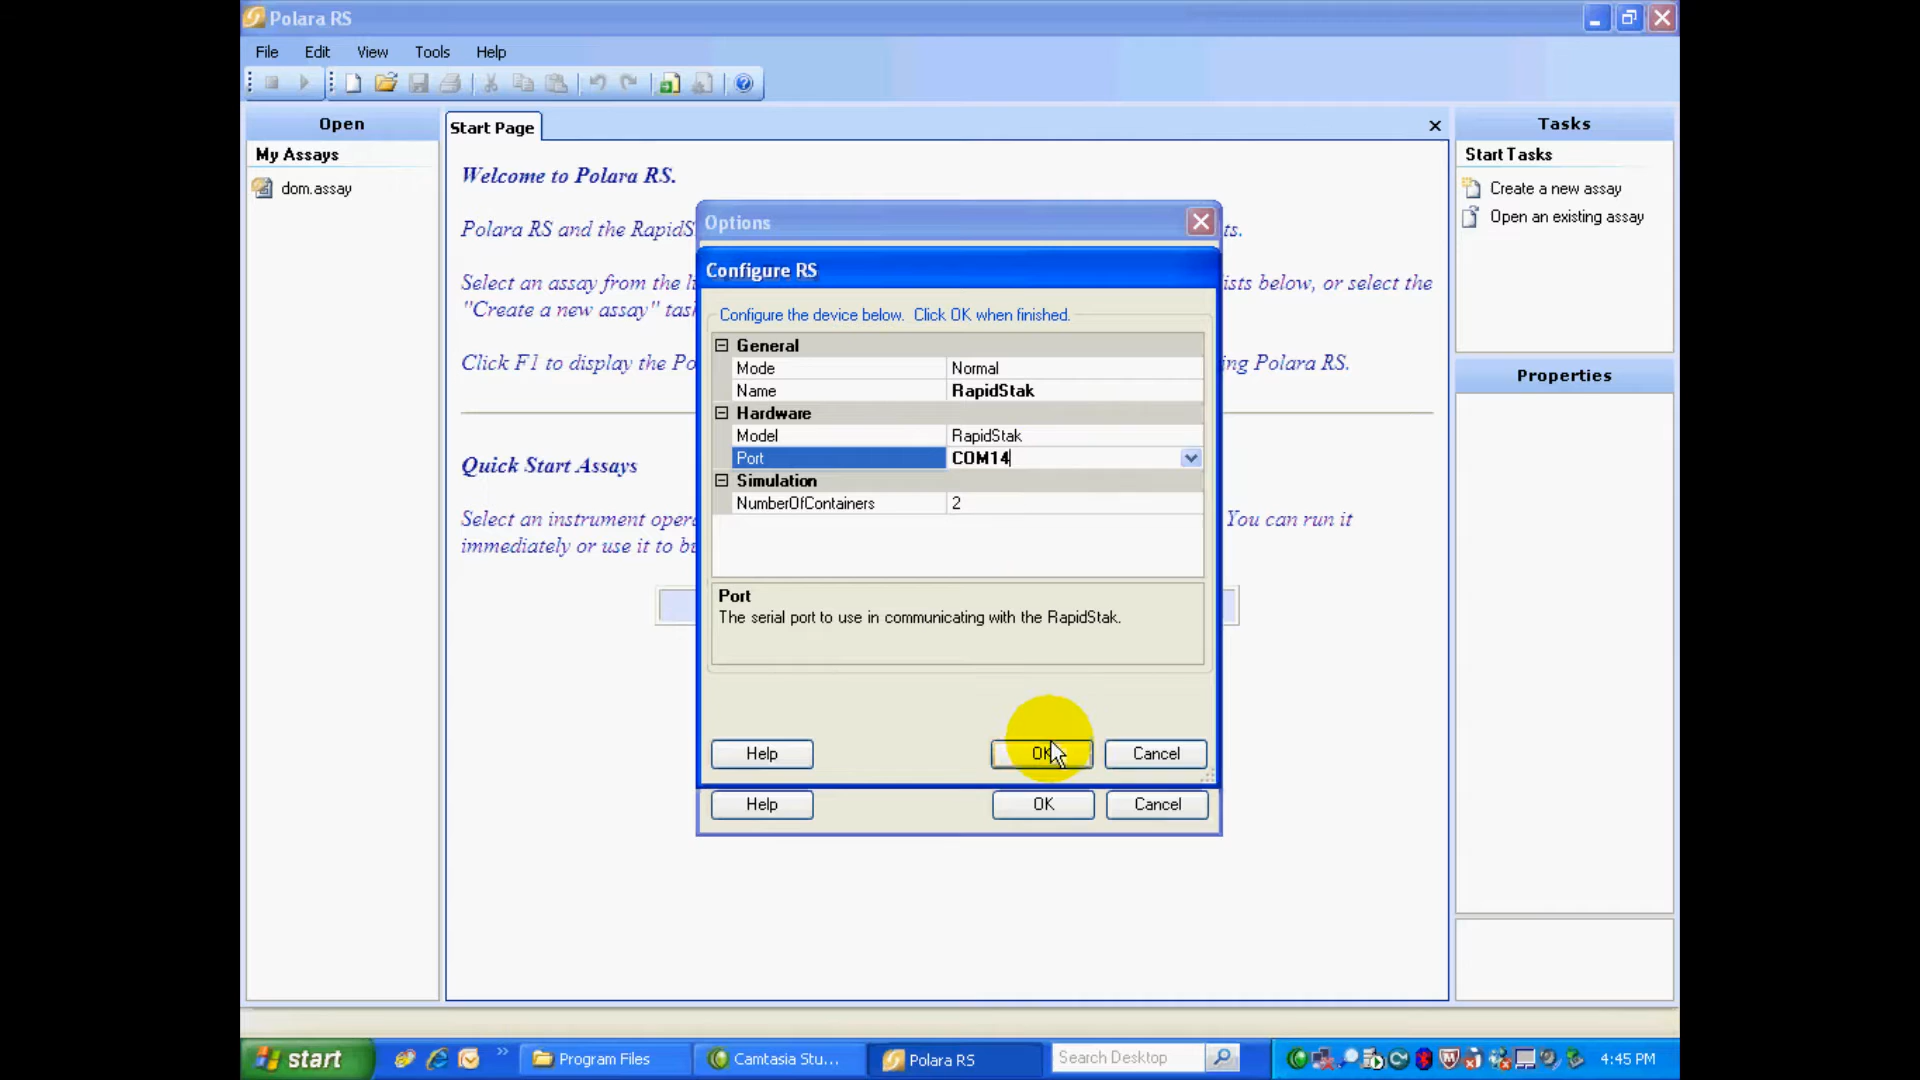 Polara RS
File Edit View Tools Help
Open
My Assays
dom.assay
Start Page
Welcome to Polara RS.
Polara RS and the RapidS
ts.
Select an assay from the l
ists below, or select the
"Create a new assay" tas
Click F1 to display the Po
ng Polara RS.
Quick Start Assays
Select an instrument oper
You can run it
immediately or use it to b
Options
Configure RS
Configure the device below. Click OK when finished.
General
Mode Normal
Name RapidStak
Hardware
Model RapidStak
Port COM14
Simulation
NumberOfContainers 2
Port
The serial port to use in communicating with the RapidStak.
Help OK Cancel
Help OK Cancel
Tasks
Start Tasks
Create a new assay
Open an existing assay
Properties
start
Program Files
Camtasia Stu...
Polara RS
Search Desktop
4:45 PM